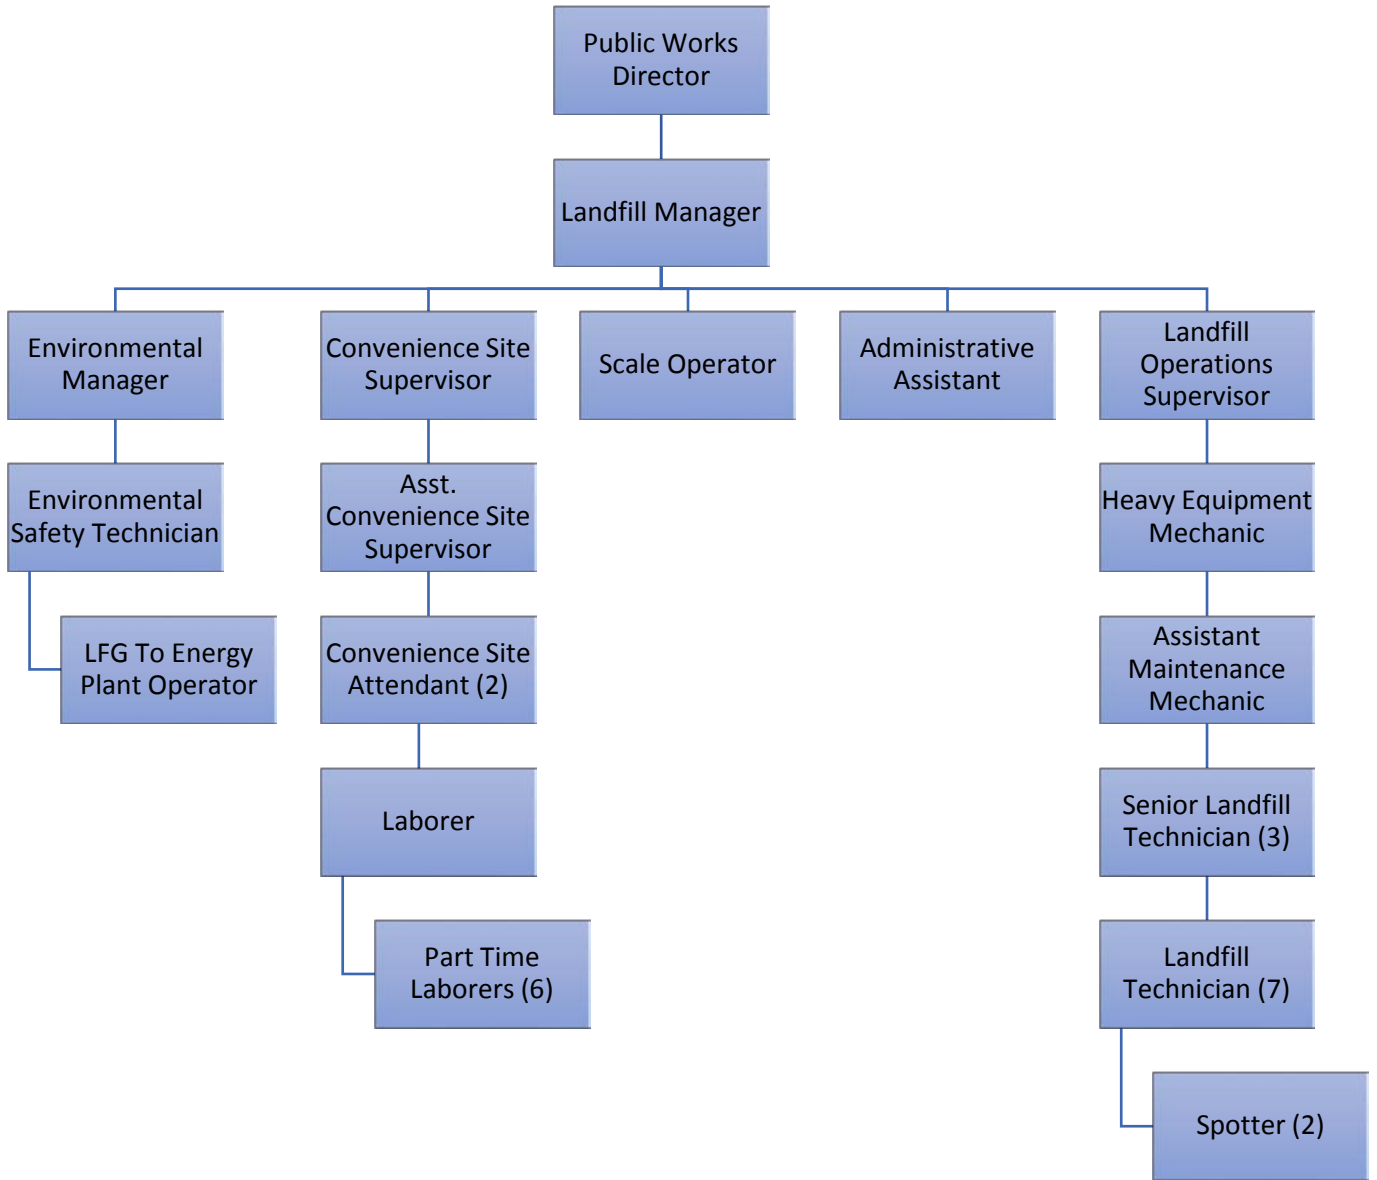 Public Works
Director
Landfill Manager
Environmental
Manager
Convenience Site
Supervisor
Scale Operator
Administrative
Assistant
Landfill
Operations
Supervisor
Environmental
Safety Technician
Asst.
Convenience Site
Supervisor
Heavy Equipment
Mechanic
LFG To Energy
Plant Operator
Convenience Site
Attendant (2)
Assistant
Maintenance
Mechanic
Laborer
Senior Landfill
Technician (3)
Part Time
Laborers (6)
Landfill
Technician (7)
Spotter (2)